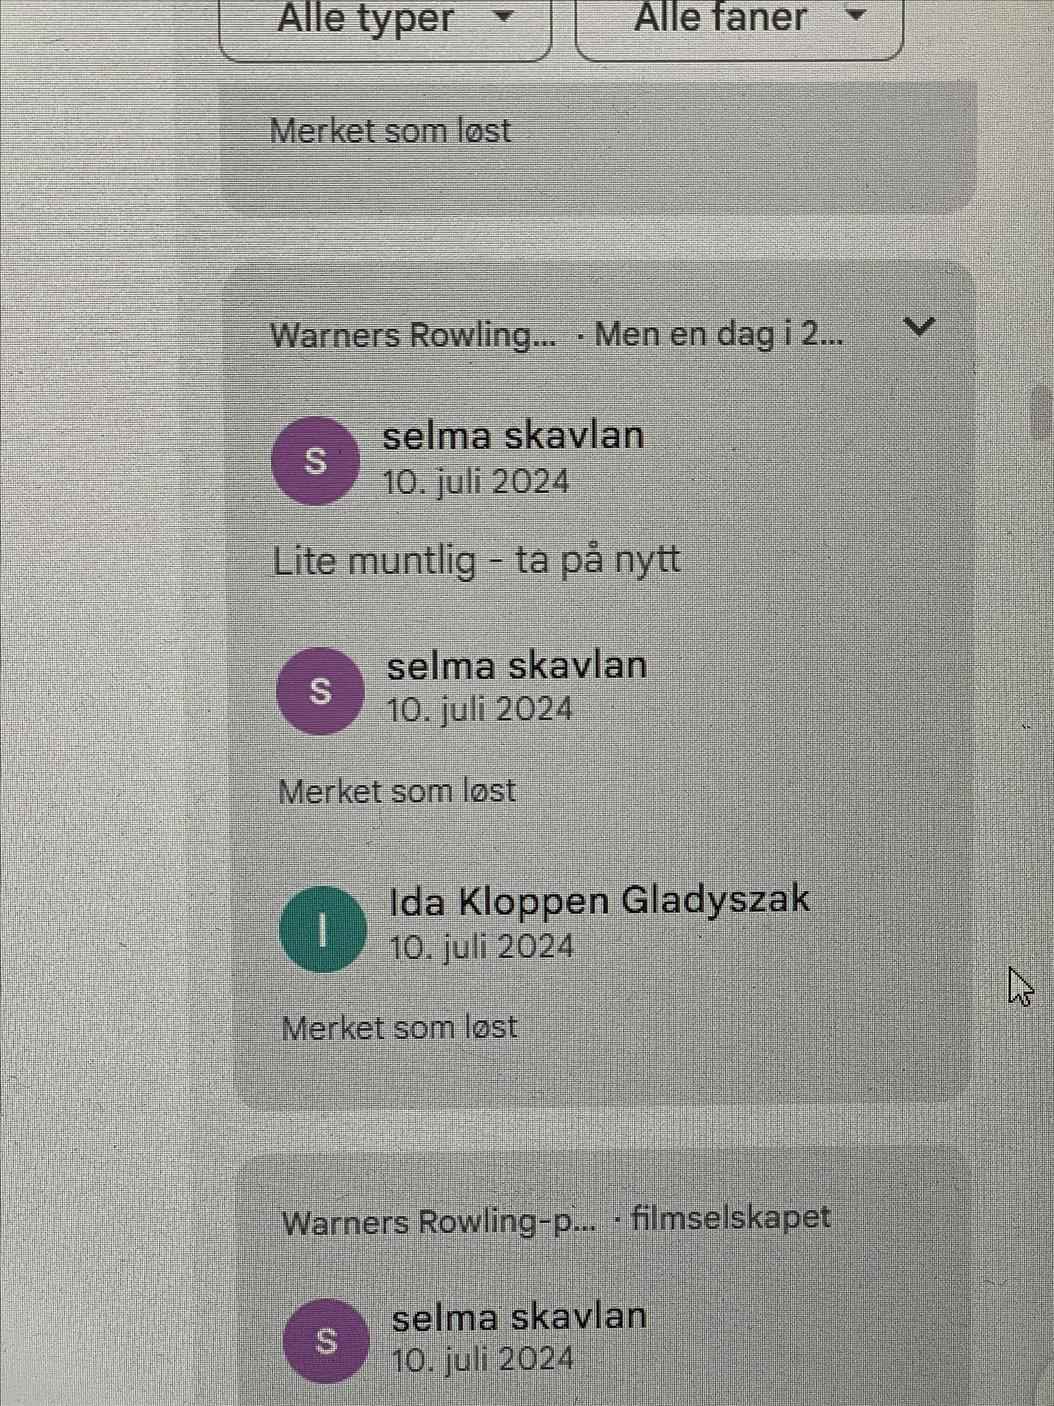 Alle typer
Alle faner
Merket som løst
Warners Rowling... · Men en dag i 2...
S
selma skavlan
10. juli 2024
Lite muntlig - ta på nytt
S
selma skavlan
10. juli 2024
Merket som løst
I
Ida Kloppen Gladyszak
10. juli 2024
Merket som løst
Warners Rowling-p... · filmselskapet
S
selma skavlan
10. juli 2024